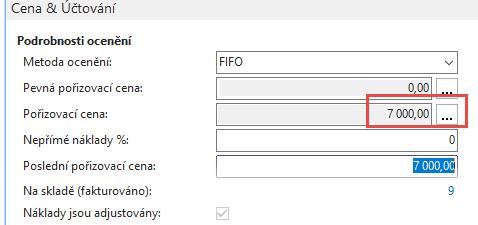 Cena & Účtování
Podrobnosti ocenění
Metoda ocenění: FIFO
Pevná pořizovací cena: 0,00 ...
Pořizovací cena: 7 000,00 ...
Nepřímé náklady %: 0
Poslední pořizovací cena: 7 000,00
Na skladě (fakturováno): 9
Náklady jsou adjustovány: